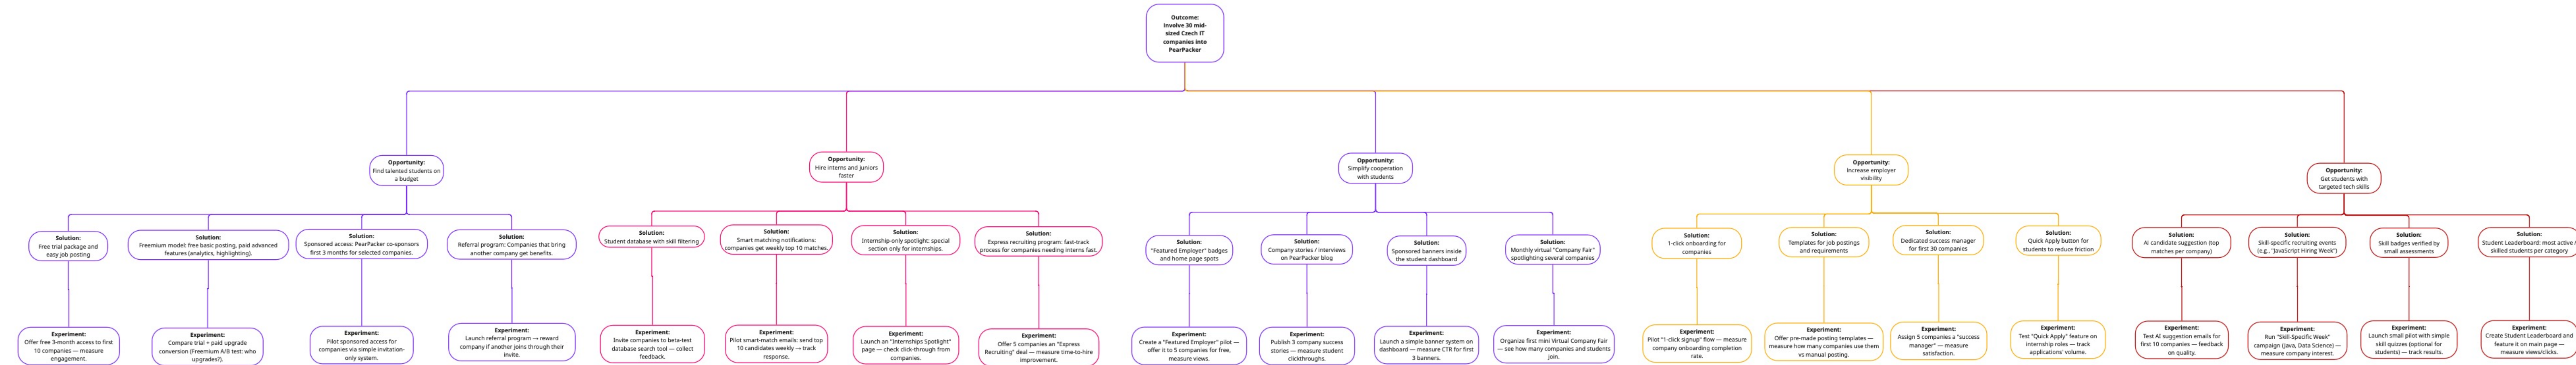 Outcome:
Involve 30 mid-
sized Czech IT
companies into
PearPacker
Opportunity:
Find talented students on
a budget
Opportunity:
Hire interns and juniors
faster
Opportunity:
Simplify cooperation
with students
Opportunity:
Increase employer
visibility
Opportunity:
Get students with
targeted tech skills
Solution:
Free trial package and
easy job posting
Solution:
Freemium model: free basic posting, paid advanced
features (analytics, highlighting).
Solution:
Sponsored access: PearPacker co-sponsors
first 3 months for selected companies.
Solution:
Referral program: Companies that bring
another company get benefits.
Solution:
Student database with skill filtering
Solution:
Smart matching notifications:
companies get weekly top 10 matches.
Solution:
Internship-only spotlight: special
section only for internships.
Solution:
Express recruiting program: fast-track
process for companies needing interns fast.
Solution:
"Featured Employer" badges
and home page spots
Solution:
Company stories / interviews
on PearPacker blog
Solution:
Sponsored banners inside
the student dashboard
Solution:
Monthly virtual "Company Fair"
spotlighting several companies
Solution:
1-click onboarding for
companies
Solution:
Templates for job postings
and requirements
Solution:
Dedicated success manager
for first 30 companies
Solution:
Quick Apply button for
students to reduce friction
Solution:
AI candidate suggestion (top
matches per company)
Solution:
Skill-specific recruiting events
(e.g., "JavaScript Hiring Week")
Solution:
Skill badges verified by
small assessments
Solution:
Student Leaderboard: most active /
skilled students per category
Experiment:
Offer free 3-month access to first
10 companies — measure
engagement.
Experiment:
Compare trial + paid upgrade
conversion (Freemium A/B test: who
upgrades?).
Experiment:
Pilot sponsored access for
companies via simple invitation-
only system.
Experiment:
Launch referral program → reward
company if another joins through their
invite.
Experiment:
Invite companies to beta-test
database search tool — collect
feedback.
Experiment:
Pilot smart-match emails: send top
10 candidates weekly → track
response.
Experiment:
Launch an "Internships Spotlight"
page — check click-through from
companies.
Experiment:
Offer 5 companies an "Express
Recruiting" deal — measure time-to-hire
improvement.
Experiment:
Create a "Featured Employer" pilot —
offer it to 5 companies for free,
measure views.
Experiment:
Publish 3 company success
stories — measure student
clickthroughs.
Experiment:
Launch a simple banner system on
dashboard — measure CTR for first
3 banners.
Experiment:
Organize first mini Virtual Company Fair
— see how many companies and students
join.
Experiment:
Pilot "1-click signup" flow — measure
company onboarding completion
rate.
Experiment:
Offer pre-made posting templates —
measure how many companies use them
vs manual posting.
Experiment:
Assign 5 companies a "success
manager" — measure
satisfaction.
Experiment:
Test "Quick Apply" feature on
internship roles — track
applications' volume.
Experiment:
Test AI suggestion emails for
first 10 companies — feedback
on quality.
Experiment:
Run "Skill-Specific Week"
campaign (Java, Data Science) —
measure company interest.
Experiment:
Launch small pilot with simple
skill quizzes (optional for
students) — track results.
Experiment:
Create Student Leaderboard and
feature it on main page —
measure views/clicks.